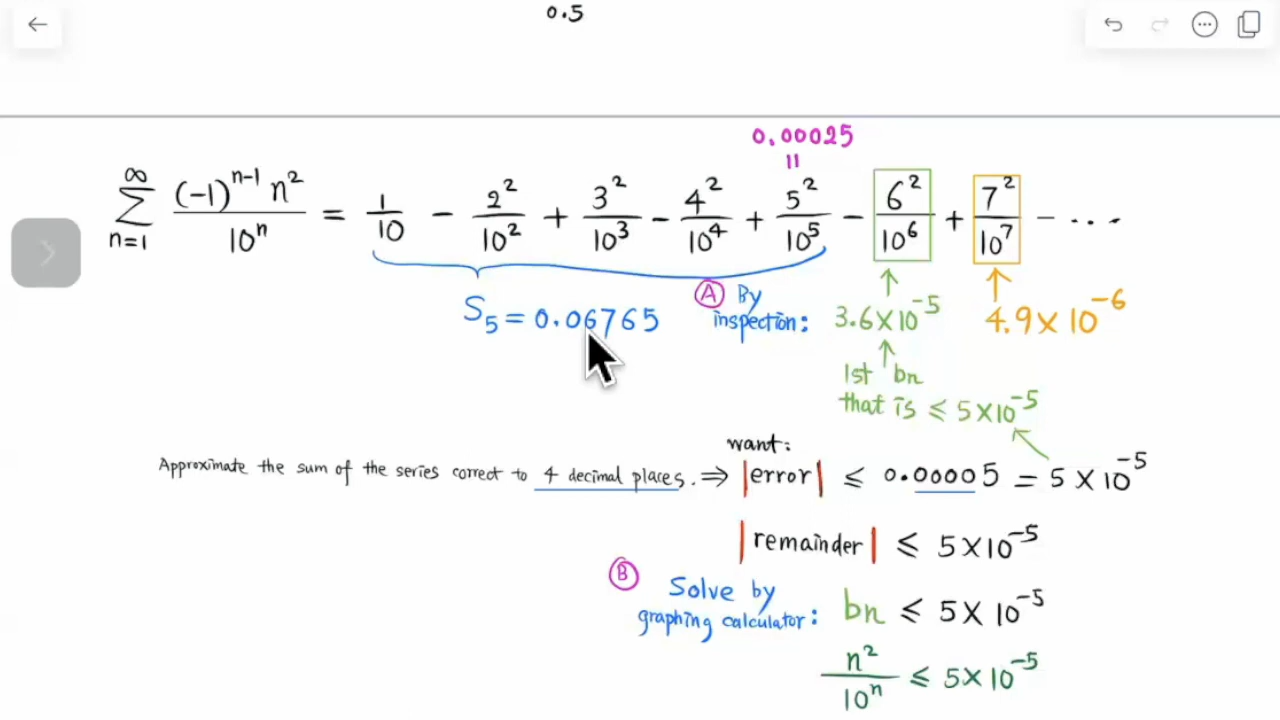 0.5
0.00025
॥
∞ ∑ n=1 (-1)^{n-1} n^2 / 10^n = 1/10 - 2^2/10^2 + 3^2/10^3 - 4^2/10^4 + 5^2/10^5 - 6^2/10^6 + 7^2/10^7 - ...
S_5 = 0.06765
A By
inspection:
3.6×10^{-5}
4.9×10^{-6}
1st bn
that is ≤ 5×10^{-5}
want:
Approximate the sum of the series correct to 4 decimal places. ⇒ |error| ≤ 0.00005 = 5×10^{-5}
|remainder| ≤ 5×10^{-5}
B Solve by
graphing calculator: bn ≤ 5×10^{-5}
n^2/10^n ≤ 5×10^{-5}